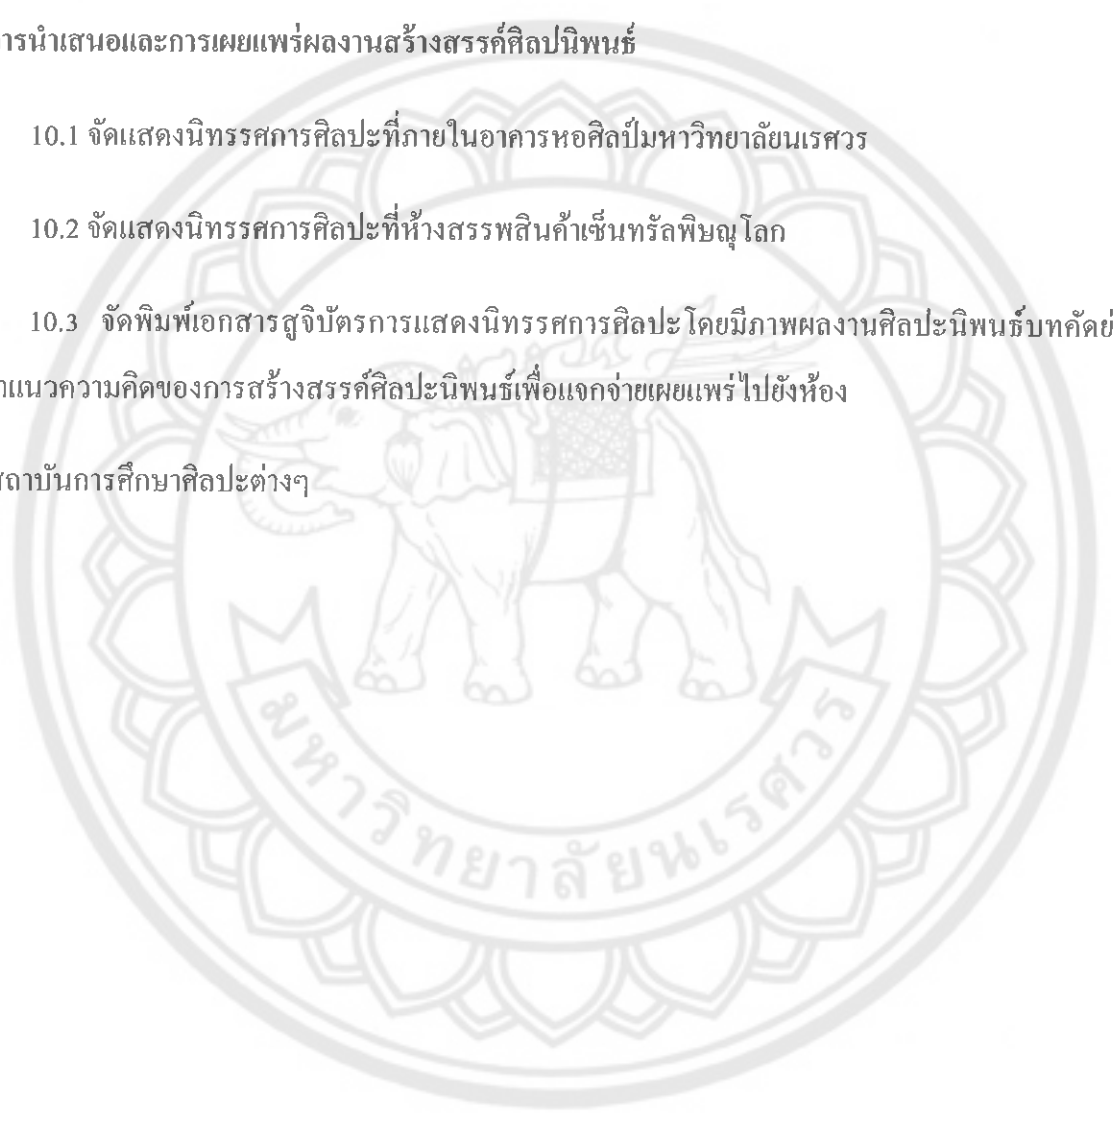 ารนำเสนอและการเผยแพร่ผลงานสร้างสรรค์ศิลปนิพนธ์
10.1 จัดแสดงนิทรรศการศิลปะที่ภายในอาคารหอศิลป์มหาวิทยาลัยนเรศวร
10.2 จัดแสดงนิทรรศการศิลปะที่ห้างสรรพสินค้าเซ็นทรัลพิษณุโลก
10.3 จัดพิมพ์เอกสารสูจิบัตรการแสดงนิทรรศการศิลปะโดยมีภาพผลงานศิลปะนิพนธ์บทคัดย่
แนวความคิดของการสร้างสรรค์ศิลปะนิพนธ์เพื่อแจกจ่ายเผยแพร่ไปยังห้อง
สถาบันการศึกษาศิลปะต่างๆ
มหาวิทยาลัยนเรศวร